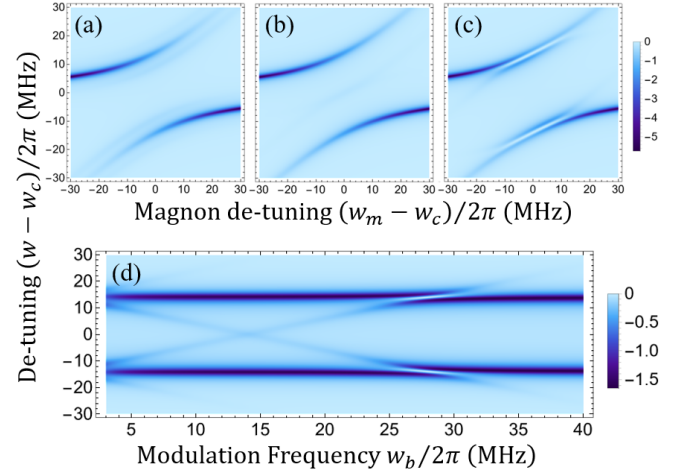 (a) (b) (c)
30 20 10 0 −10 −20 −30
−30 −20 −10 0 10 20 30 −30 −20 −10 0 10 20 30 −30 −20 −10 0 10 20 30
0 −1 −2 −3 −4 −5
Magnon de-tuning (w_m − w_c)/2π (MHz)
De-tuning (w − w_c)/2π (MHz)
(d)
30 20 10 0 −10 −20 −30
5 10 15 20 25 30 35 40
0 −0.5 −1.0 −1.5
Modulation Frequency w_b/2π (MHz)